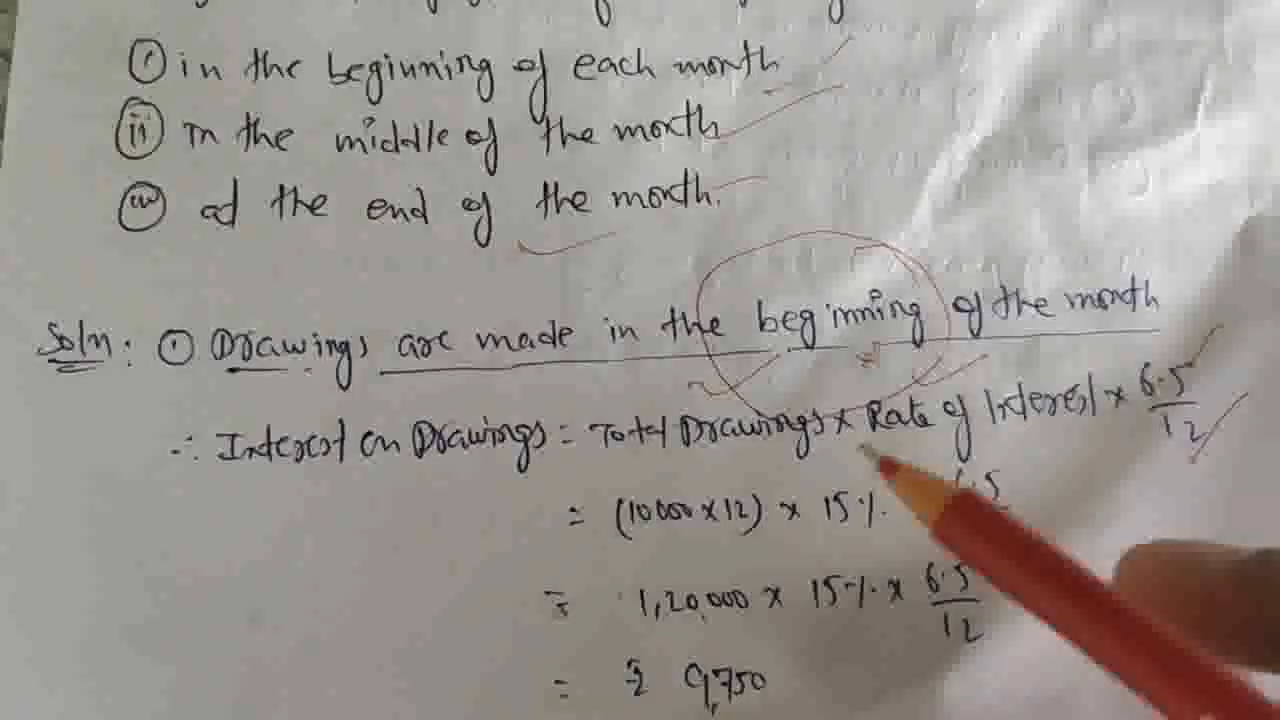 (i) in the beginning of each month
(ii) in the middle of the month
(iii) at the end of the month.
Soln: (i) Drawings are made in the beginning of the month
∴ Interest on Drawings = Total Drawings × Rate of Interest × 6.5/12
= (10000 × 12) × 15% 6.5
= 1,20,000 × 15% × 6.5/12
= ₹ 9,750